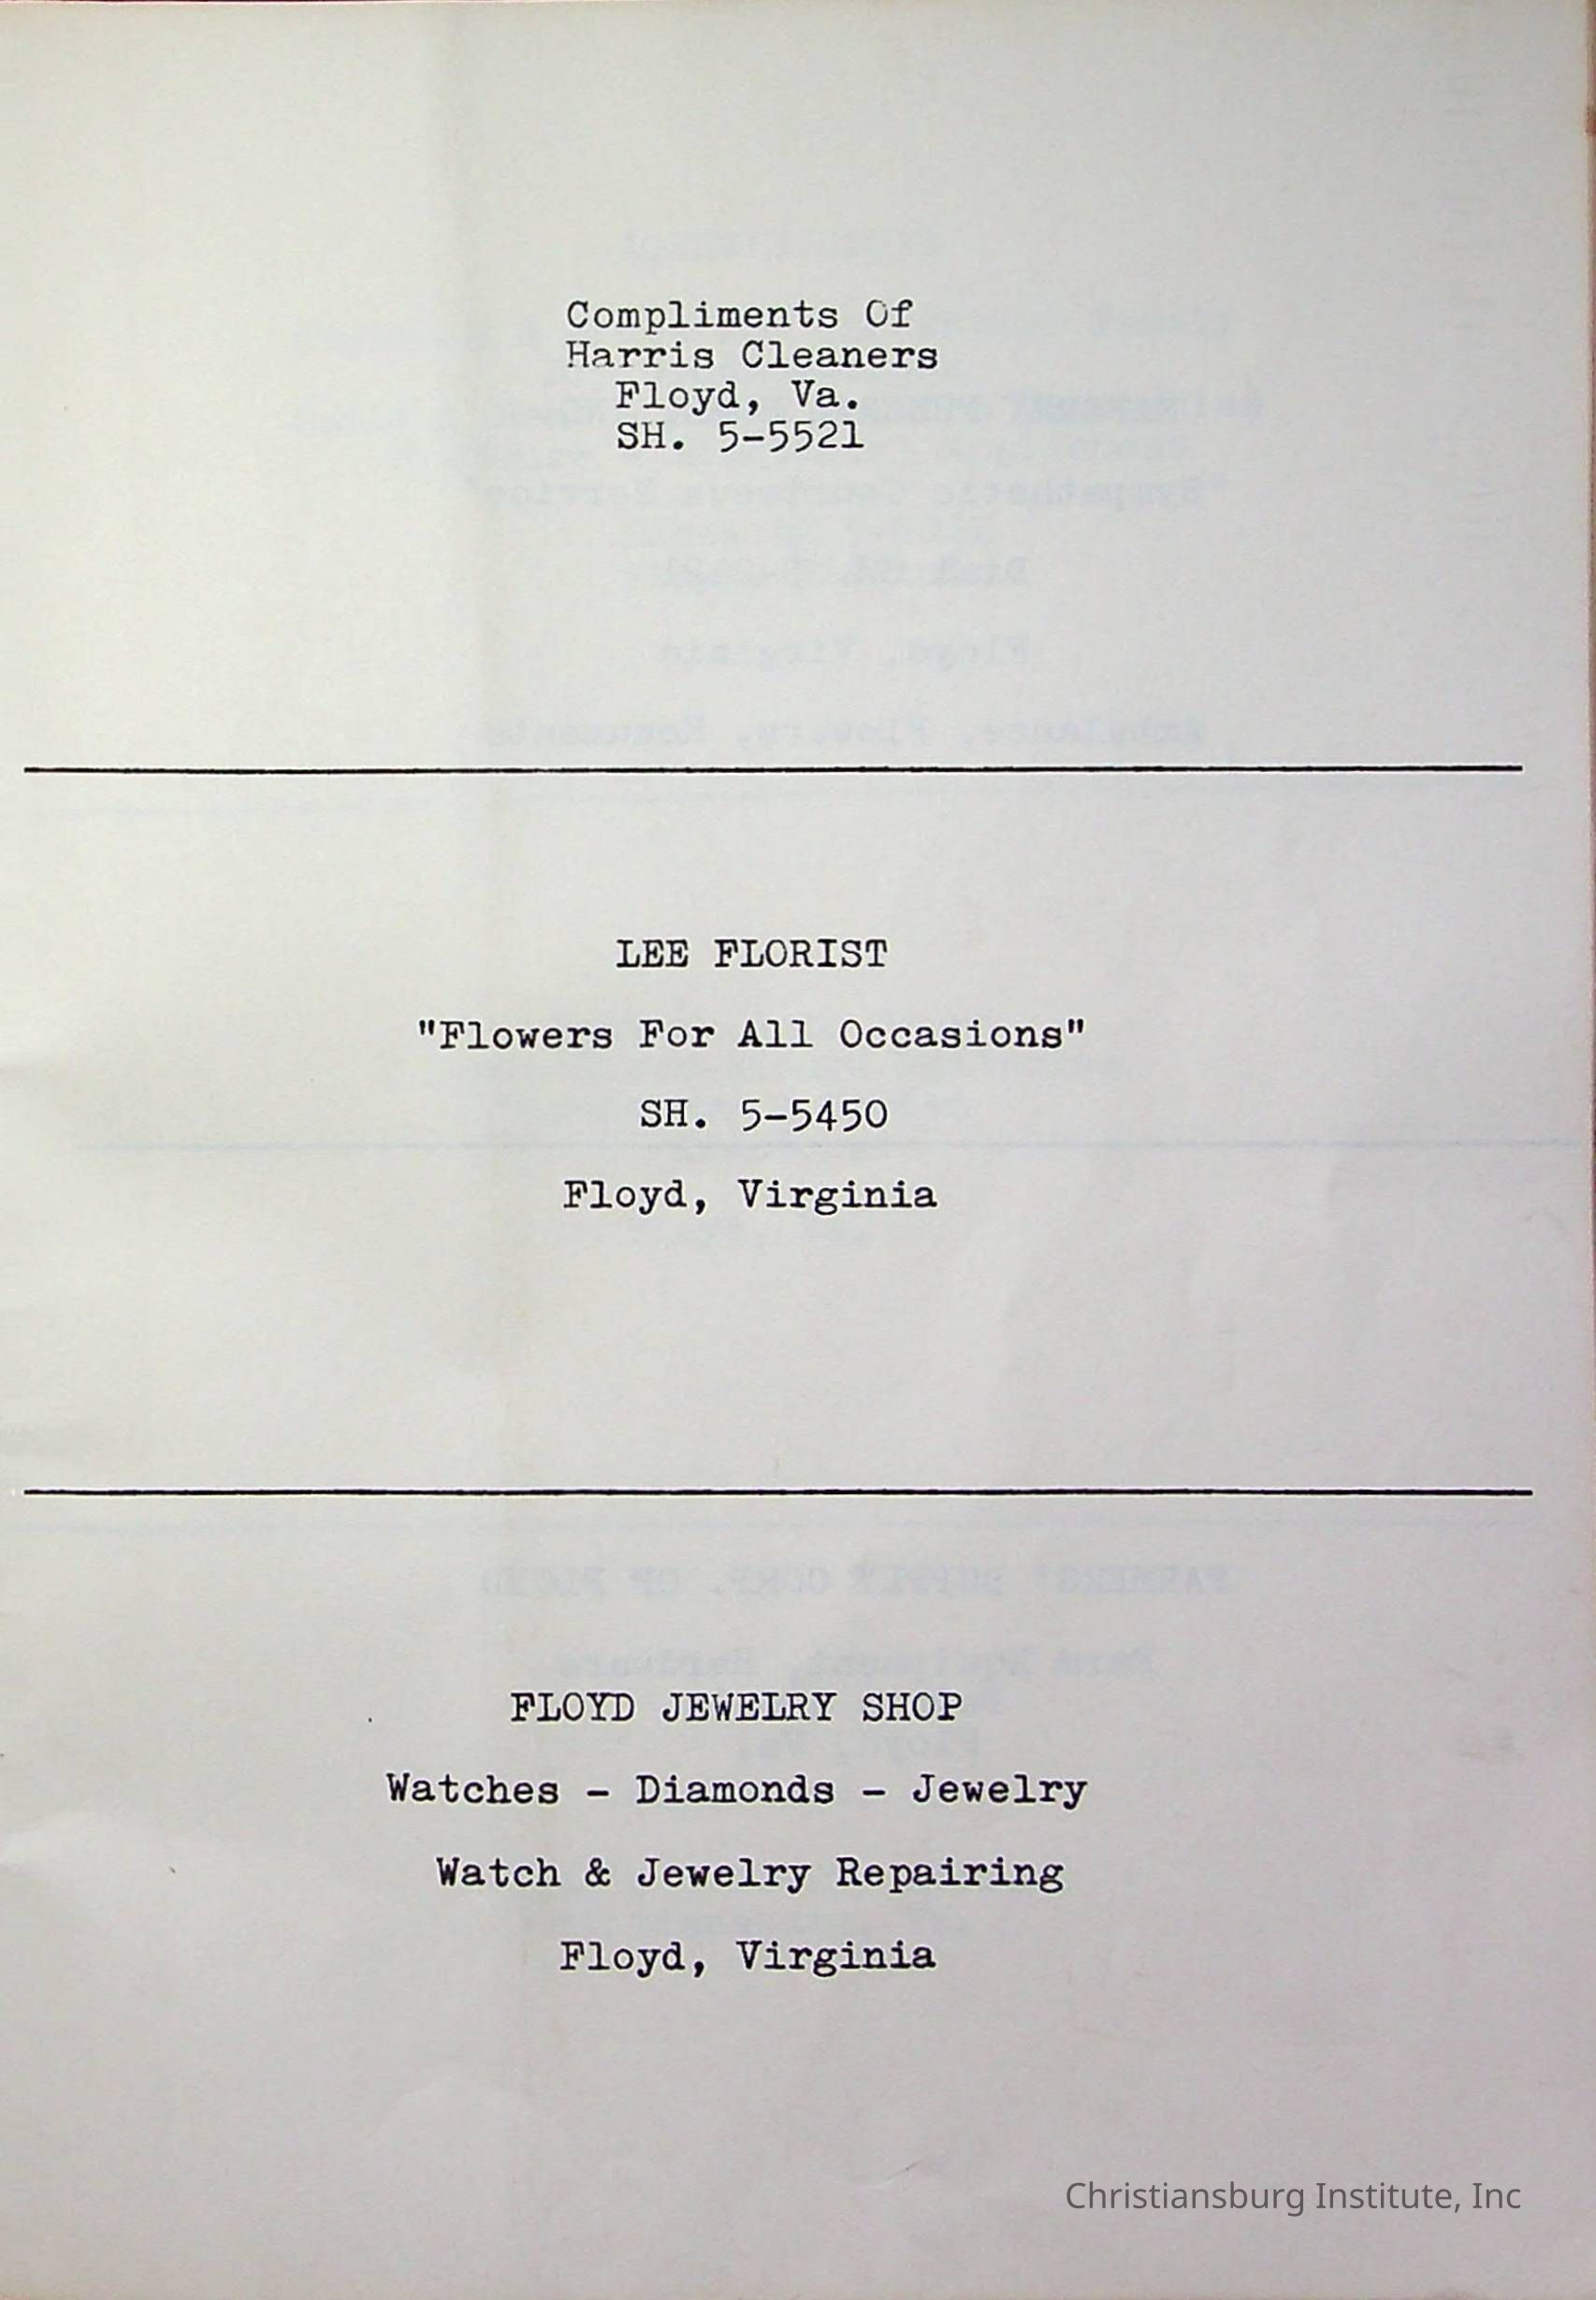 Compliments Of
Harris Cleaners
Floyd, Va.
SH. 5-5521
LEE FLORIST
"Flowers For All Occasions"
SH. 5-5450
Floyd, Virginia
FLOYD JEWELRY SHOP
Watches - Diamonds - Jewelry
Watch & Jewelry Repairing
Floyd, Virginia
Christiansburg Institute, Inc